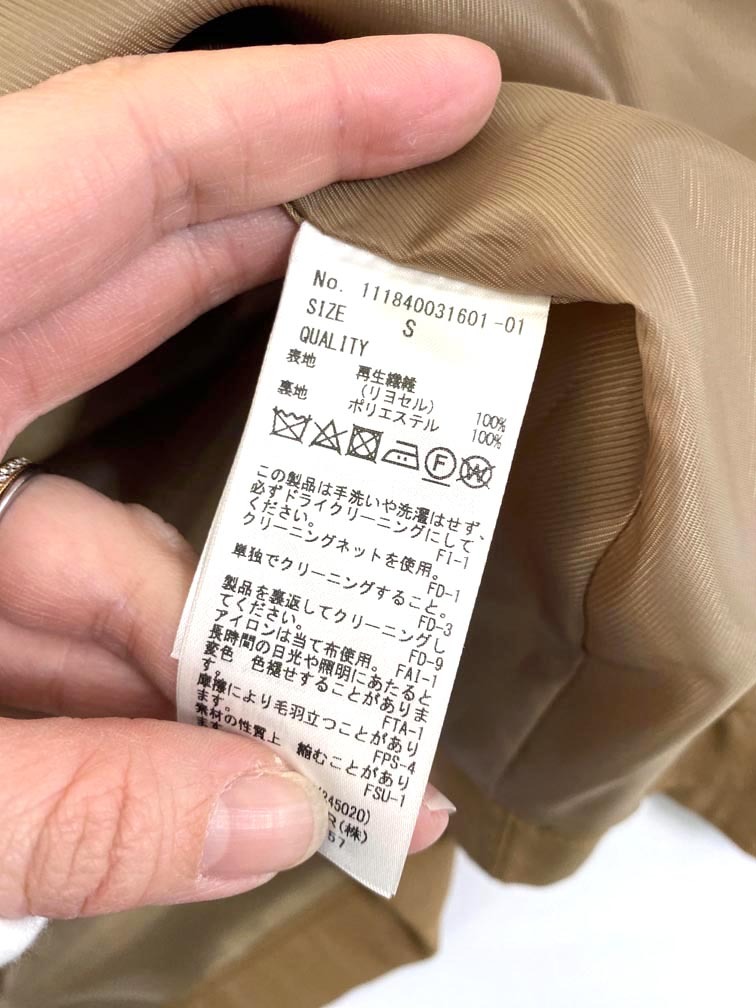 No. 111840031601-01
SIZE S
QUALITY
表地 再生繊維
(リヨセル) 100%
裏地 ポリエステル 100%
F W
この製品は手洗いや洗濯はせず、
必ずドライクリーニングにして
ください。 FI-1
クリーニングネットを使用。
FD-1
単独でクリーニングすること。
FD-3
製品を裏返してクリーニングし
てください。 FD-9
アイロンは当て布使用。 FAI-1
長時間の日光や照明にあたると
変色 色褪せすることがありま
す。 FTA-1
摩擦により毛羽立つことがあり
ます。 FPS-4
素材の性質上 縮むことがあり
ます FSU-1
245020)
R(株)
57